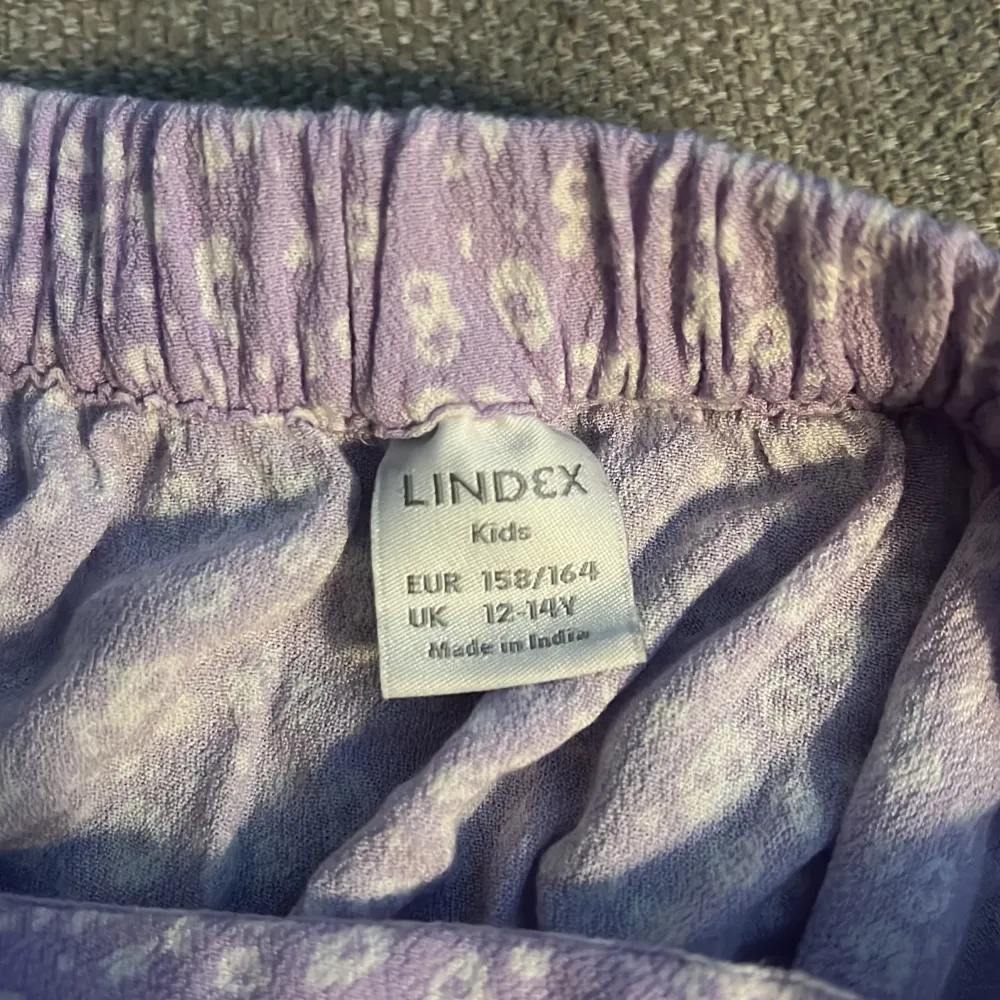 LINDEX
Kids
EUR 158/164
UK 12-14Y
Made in India